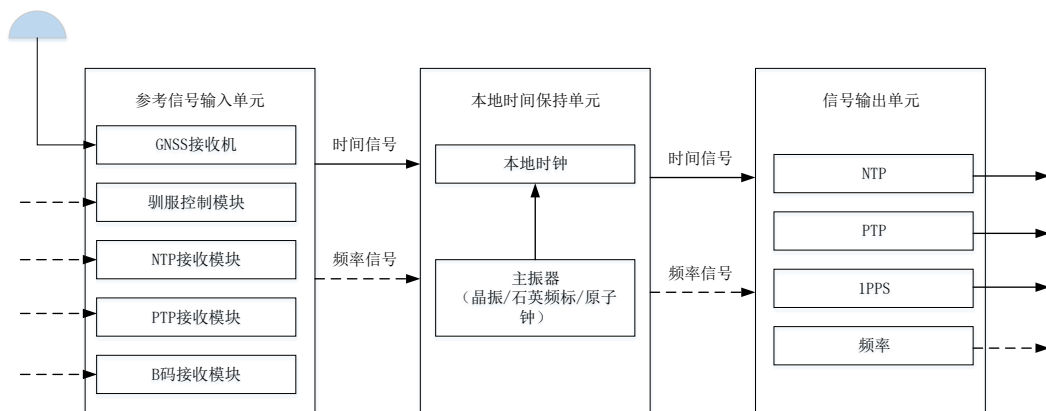 参考信号输入单元
GNSS接收机
驯服控制模块
NTP接收模块
PTP接收模块
B码接收模块
时间信号
频率信号
本地时间保持单元
本地时钟
主振器
（晶振/石英频标/原子
钟）
时间信号
频率信号
信号输出单元
NTP
PTP
1PPS
频率